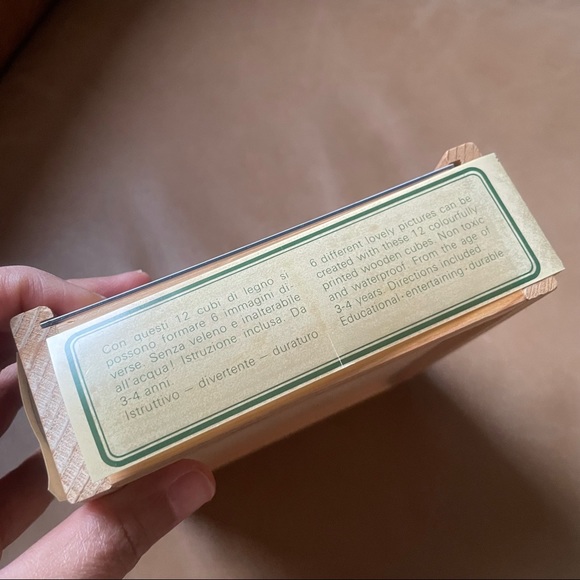 Con questi 12 cubi di legno si
possono formare 6 immagini di-
verse. Senza veleno e inalterabile
all'acqua! Istruzione inclusa. Da
3-4 anni.
Istruttivo — divertente — duraturo
6 different lovely pictures can be
created with these 12 colourfully
printed wooden cubes. Non toxic
and waterproof. From the age of
3-4 years. Directions included.
Educational-entertaining-durable